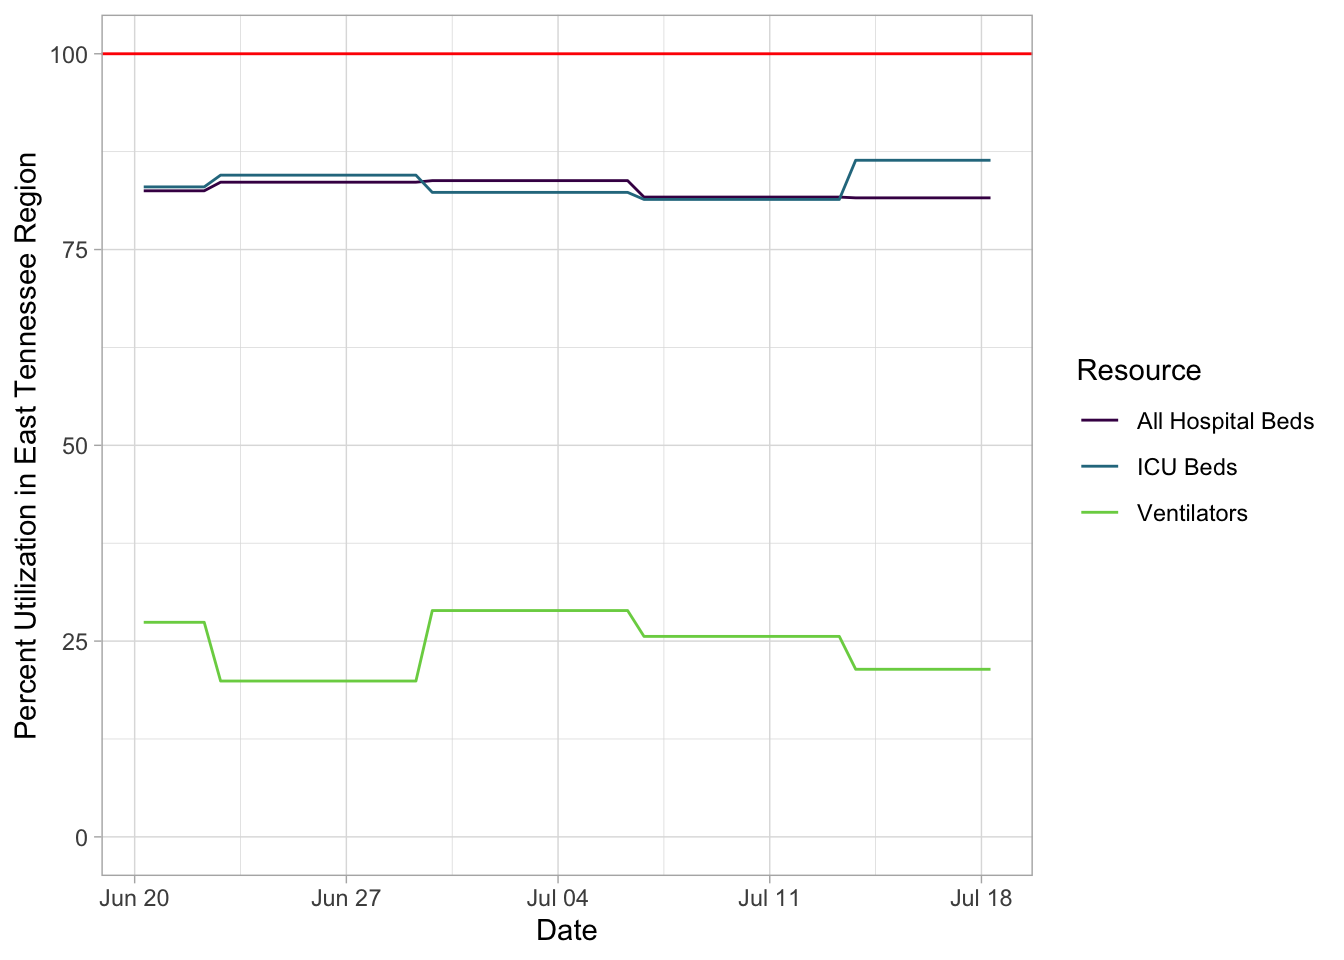 Percent Utilization in East Tennessee Region
100
75
50
25
0
Jun 20
Jun 27
Jul 04
Jul 11
Jul 18
Date
Resource
All Hospital Beds
ICU Beds
Ventilators